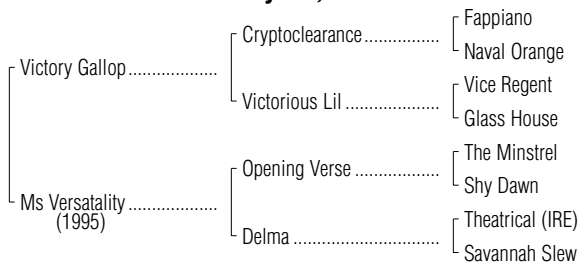 Fappiano
Cryptoclearance..................
Naval Orange
Victory Gallop.....................
Vice Regent
Victorious Lil ......................
Glass House
The Minstrel
Opening Verse ....................
Shy Dawn
Ms Versatality .....................
(1995)
Theatrical (IRE)
Delma ..................................
Savannah Slew